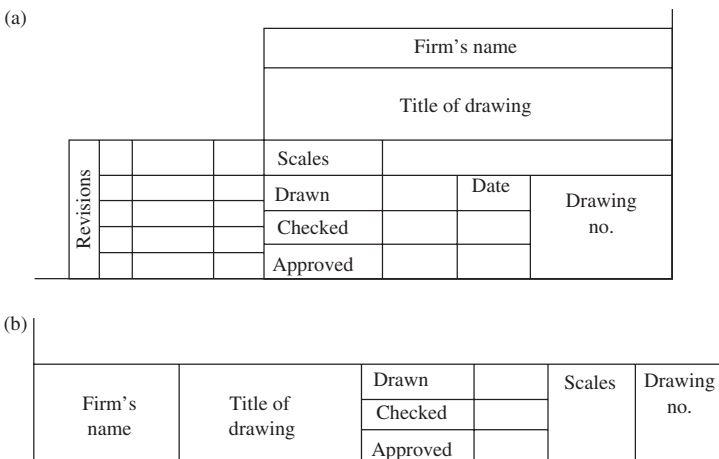 (a)
Firm's name
Title of drawing
Revisions
Scales
Drawn
Date
Drawing
no.
Checked
Approved
(b)
Firm's
name
Title of
drawing
Drawn
Checked
Approved
Scales
Drawing
no.